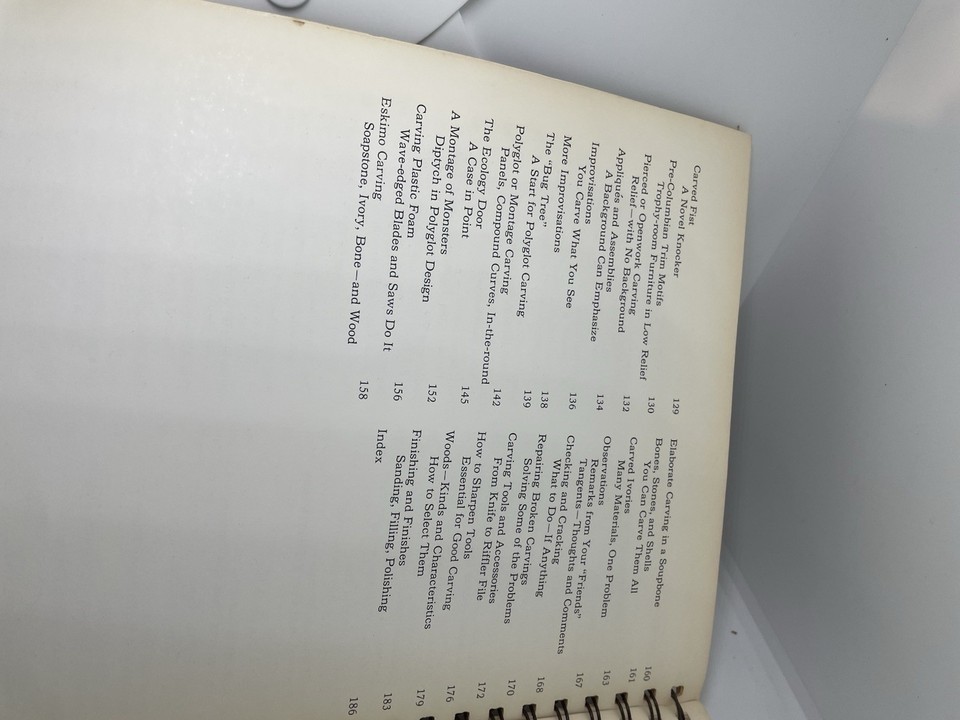 Carved Fist
A Novel Knocker 129
Pre-Columbian Trim Motifs
Trophy-room Furniture in Low Relief 130
Pierced or Openwork Carving
Relief—with No Background 132
Appliqués and Assemblies
A Background Can Emphasize 134
Improvisations
You Carve What You See 136
More Improvisations 138
The "Bug Tree"
A Start for Polyglot Carving 139
Polyglot or Montage Carving
Panels, Compound Curves, In-the-round 142
The Ecology Door
A Case in Point 145
A Montage of Monsters
Diptych in Polyglot Design 152
Carving Plastic Foam
Wave-edged Blades and Saws Do It 156
Eskimo Carving
Soapstone, Ivory, Bone—and Wood 158
Elaborate Carving in a Soupbone 160
Bones, Stones, and Shells
You Can Carve Them All 161
Carved Ivories
Many Materials, One Problem 163
Observations
Remarks from Your "Friends"
Tangents—Thoughts and Comments 167
Checking and Cracking
What to Do—If Anything 168
Repairing Broken Carvings
Solving Some of the Problems 170
Carving Tools and Accessories
From Knife to Riffler File 172
How to Sharpen Tools
Essential for Good Carving 176
Woods—Kinds and Characteristics
How to Select Them 179
Finishing and Finishes
Sanding, Filling, Polishing 183
Index 186